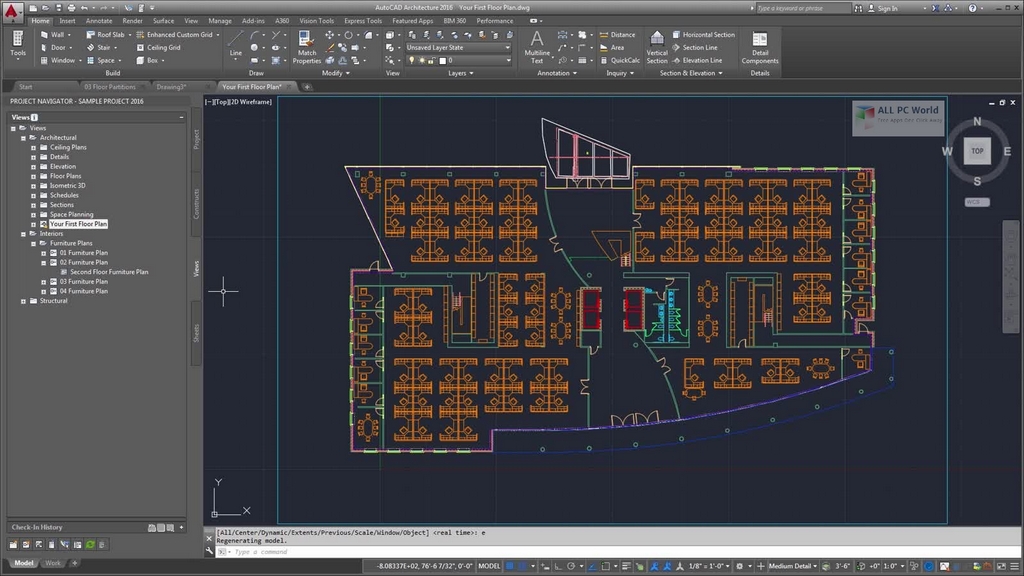 AutoCAD Architecture 2018   Your First Floor Plan.dwg
Type a keyword or phrase
Sign In
Home Insert Annotate Render Surface View Manage Add-ins A360 Vision Tools Express Tools Featured Apps BIM 360 Performance
Tools
Wall
Door
Window
Roof Slab
Stair
Space
Enhanced Custom Grid
Ceiling Grid
Box
Build
Line
Draw
Match Properties
Modify
Unsaved Layer State
0
Layers
Multiline Text
Annotation
Distance
Area
QuickCalc
Inquiry
Vertical Section
Horizontal Section
Section Line
Elevation Line
Section & Elevation
Detail Components
Details
Start
03 Floor Partitions
Drawing3*
Your First Floor Plan*
PROJECT NAVIGATOR - SAMPLE PROJECT 2016
Views
Views
Architectural
Ceiling Plans
Details
Elevation
Floor Plans
Isometric 3D
Schedules
Sections
Space Planning
Your First Floor Plan
Interiors
Furniture Plans
01 Furniture Plan
02 Furniture Plan
Second Floor Furniture Plan
03 Furniture Plan
04 Furniture Plan
Structural
Project
Constructs
Views
Sheets
[−][Top][2D Wireframe]
ALL PC World
Free Apps One Click Away
N
W
TOP
E
S
WCS
Y
X
Check-In History
[All/Center/Dynamic/Extents/Previous/Scale/Window/Object] <real time>: e
Regenerating model.
Type a command
Model
Work
-8.08337E+02, 76'-6 7/32", 0'-0"
MODEL
1/8" = 1'-0"
Medium Detail
3'-6"
+0"
1:0"